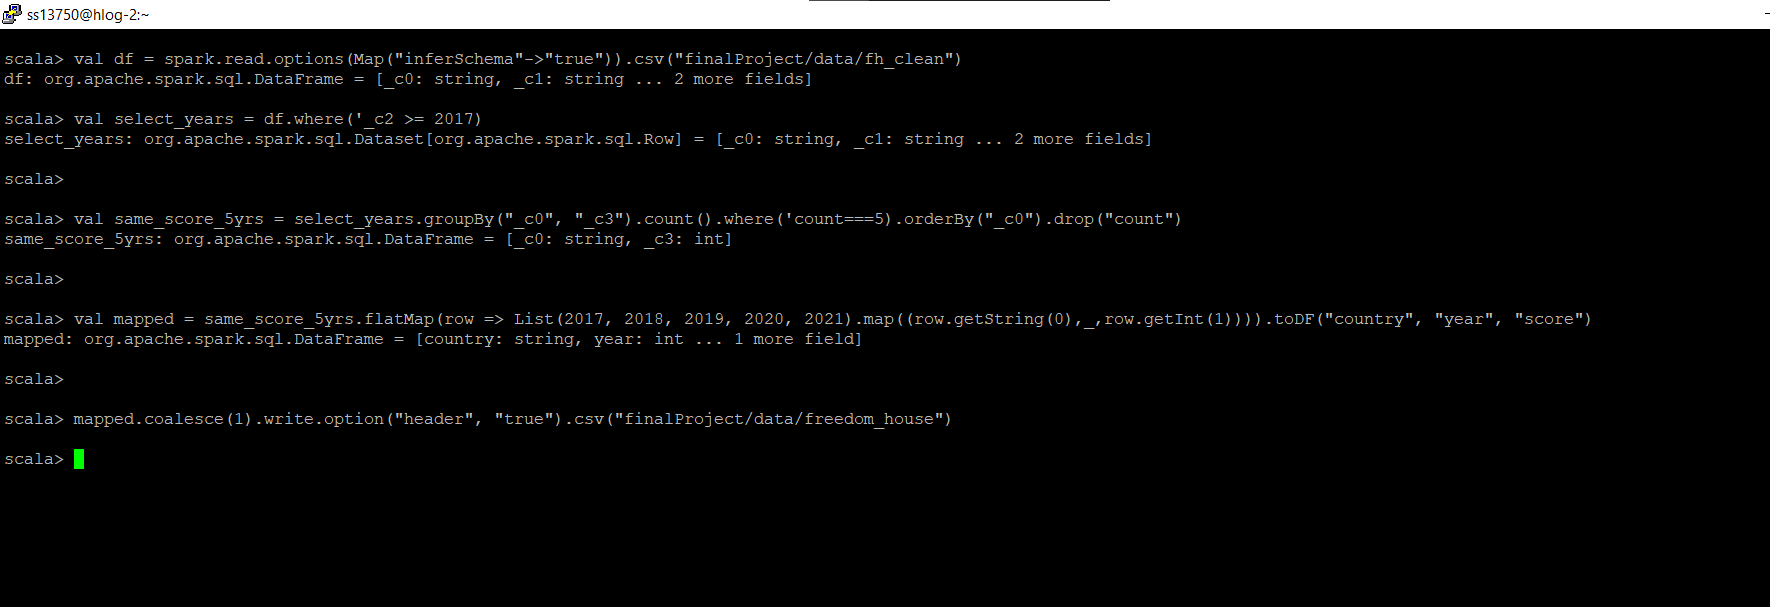 ss13750@hlog-2:~
scala> val df = spark.read.options(Map("inferSchema"->"true")).csv("finalProject/data/fh_clean")
df: org.apache.spark.sql.DataFrame = [_c0: string, _c1: string ... 2 more fields]
scala> val select_years = df.where('_c2 >= 2017)
select_years: org.apache.spark.sql.Dataset[org.apache.spark.sql.Row] = [_c0: string, _c1: string ... 2 more fields]
scala>
scala> val same_score_5yrs = select_years.groupBy("_c0", "_c3").count().where('count===5).orderBy("_c0").drop("count")
same_score_5yrs: org.apache.spark.sql.DataFrame = [_c0: string, _c3: int]
scala>
scala> val mapped = same_score_5yrs.flatMap(row => List(2017, 2018, 2019, 2020, 2021).map((row.getString(0),_,row.getInt(1)))).toDF("country", "year", "score")
mapped: org.apache.spark.sql.DataFrame = [country: string, year: int ... 1 more field]
scala>
scala> mapped.coalesce(1).write.option("header", "true").csv("finalProject/data/freedom_house")
scala>